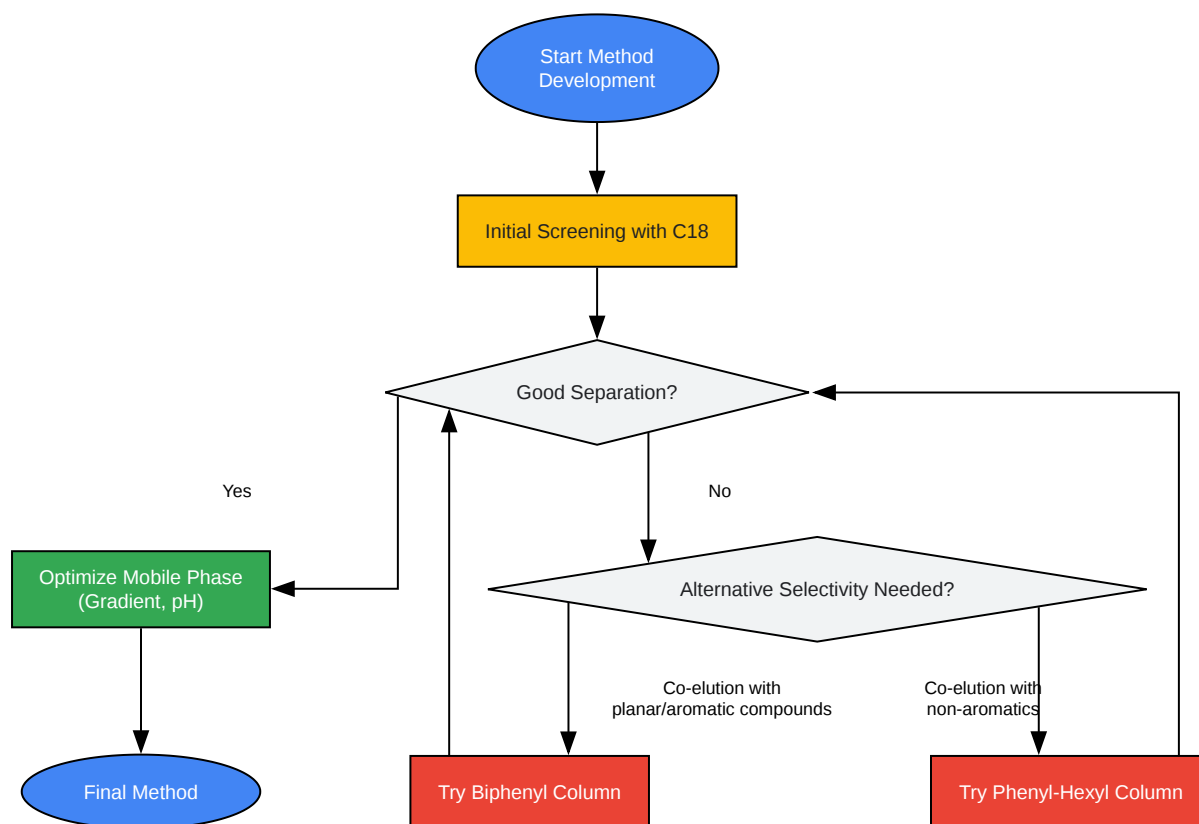 Start Method
Development
Initial Screening with C18
Good Separation?
Yes
No
Optimize Mobile Phase
(Gradient, pH)
Alternative Selectivity Needed?
Co-elution with
planar/aromatic compounds
Co-elution with
non-aromatics
Final Method
Try Biphenyl Column
Try Phenyl-Hexyl Column